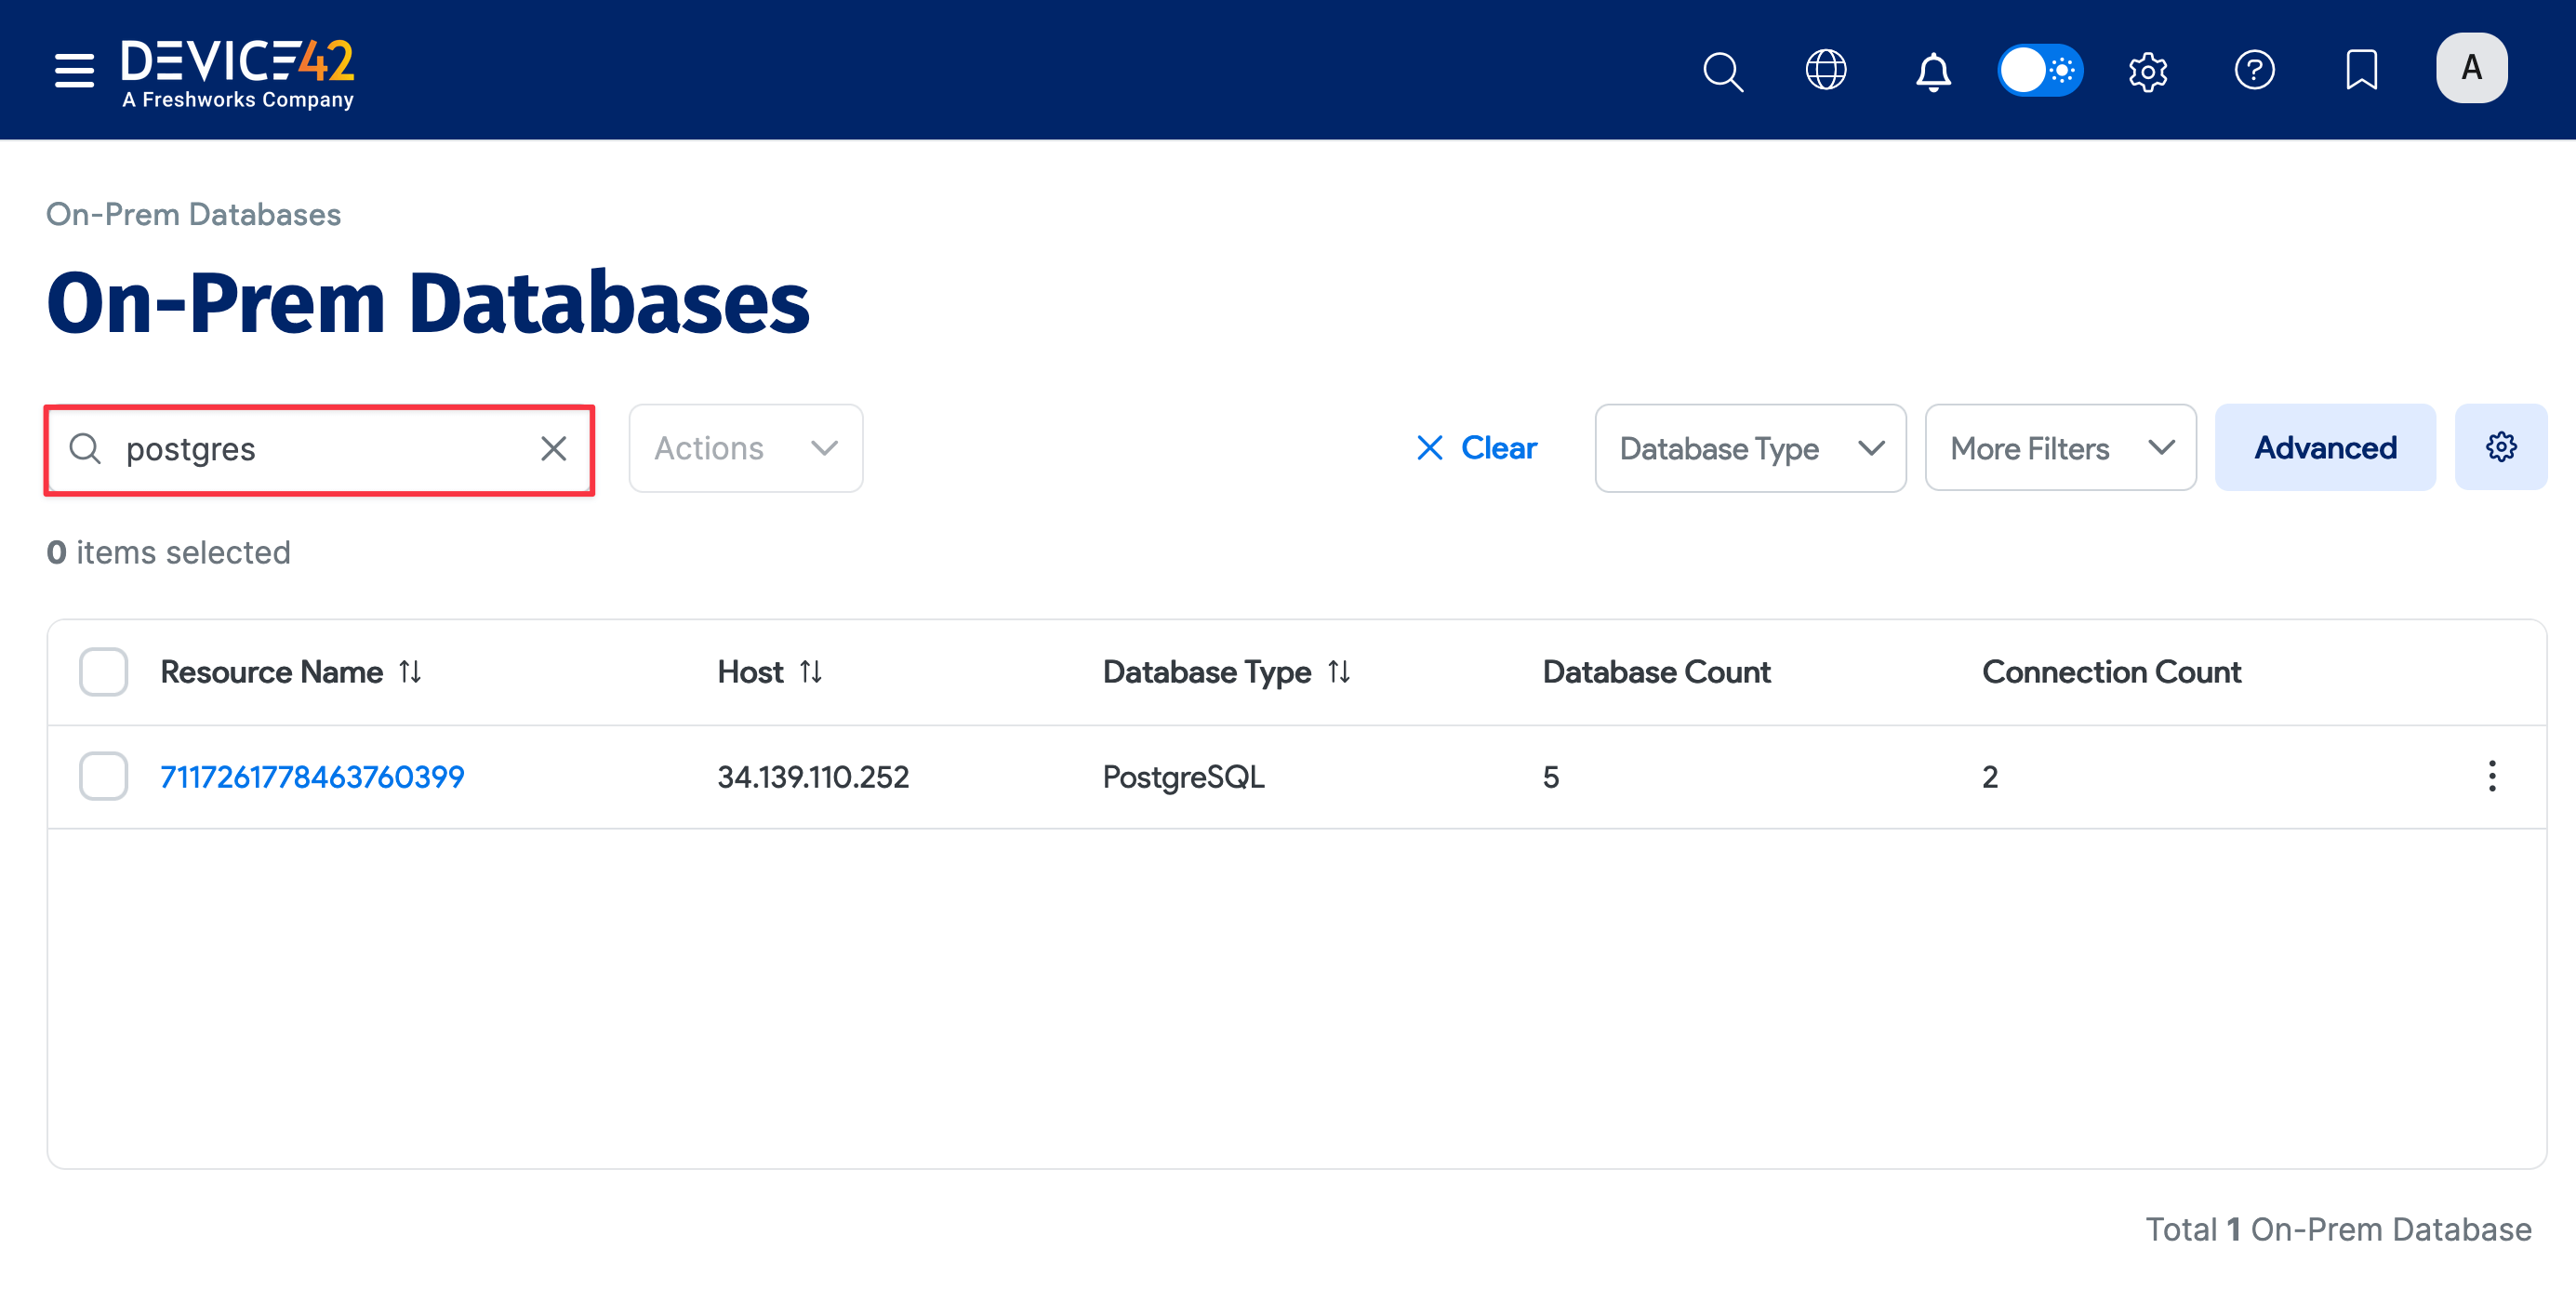 DEVICE42
A Freshworks Company
A
On-Prem Databases
On-Prem Databases
postgres
Actions
Clear
Database Type
More Filters
Advanced
0 items selected
Resource Name Host Database Type Database Count Connection Count
7117261778463760399 34.139.110.252 PostgreSQL 5 2
Total 1 On-Prem Database